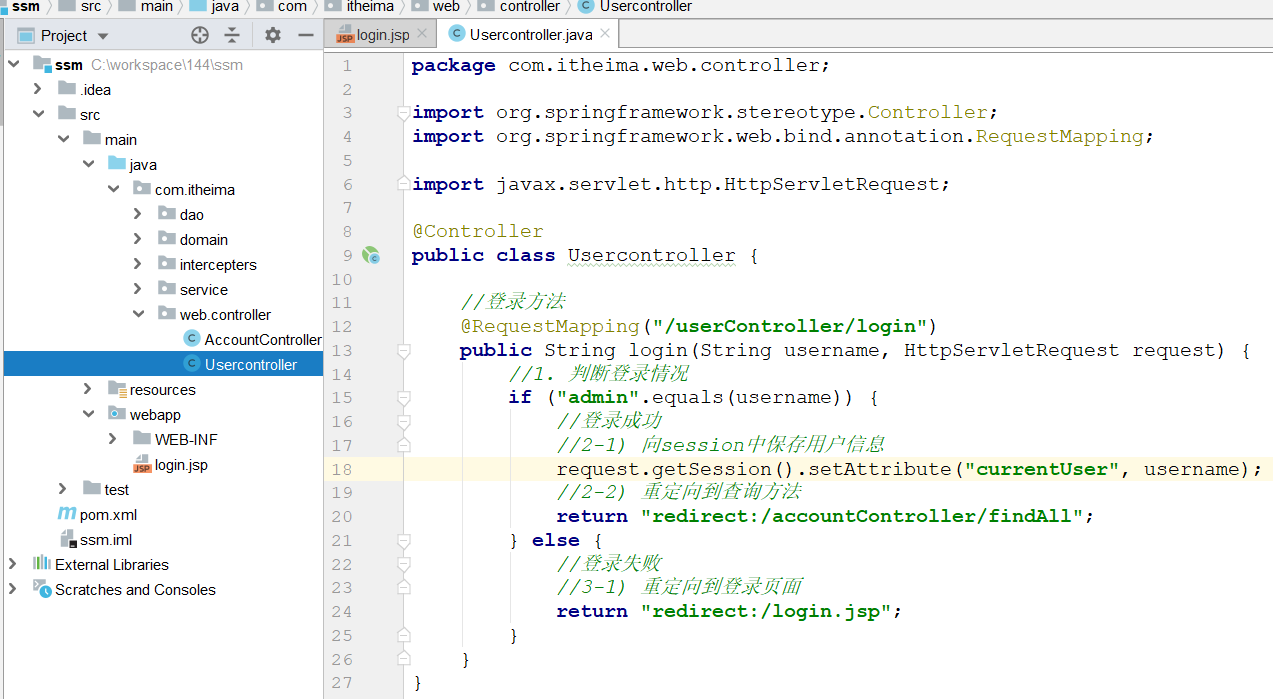 ssm src main java com itheima web controller Usercontroller
Project
login.jsp Usercontroller.java
ssm C:\workspace\144\ssm
.idea
src
main
java
com.itheima
dao
domain
intercepters
service
web.controller
AccountController
Usercontroller
resources
webapp
WEB-INF
login.jsp
test
pom.xml
ssm.iml
External Libraries
Scratches and Consoles
1 package com.itheima.web.controller;
2
3 import org.springframework.stereotype.Controller;
4 import org.springframework.web.bind.annotation.RequestMapping;
5
6 import javax.servlet.http.HttpServletRequest;
7
8 @Controller
9 public class Usercontroller {
10
11 //登录方法
12 @RequestMapping("/userController/login")
13 public String login(String username, HttpServletRequest request) {
14 //1. 判断登录情况
15 if ("admin".equals(username)) {
16 //登录成功
17 //2-1) 向session中保存用户信息
18 request.getSession().setAttribute("currentUser", username);
19 //2-2) 重定向到查询方法
20 return "redirect:/accountController/findAll";
21 } else {
22 //登录失败
23 //3-1) 重定向到登录页面
24 return "redirect:/login.jsp";
25 }
26 }
27 }